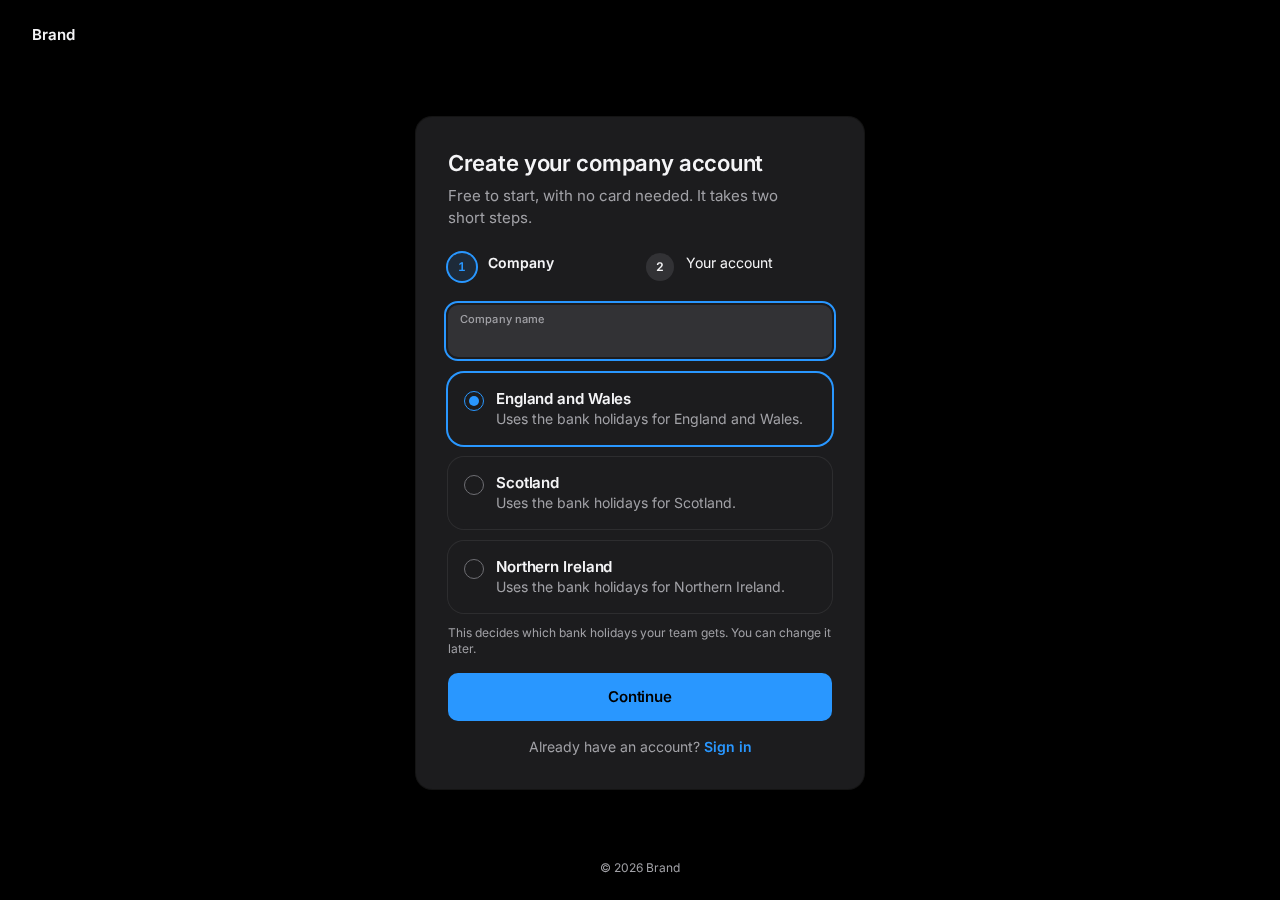 Brand
Create your company account
Free to start, with no card needed. It takes two
short steps.
1 Company 2 Your account
Company name
England and Wales
Uses the bank holidays for England and Wales.
Scotland
Uses the bank holidays for Scotland.
Northern Ireland
Uses the bank holidays for Northern Ireland.
This decides which bank holidays your team gets. You can change it
later.
Continue
Already have an account? Sign in
© 2026 Brand